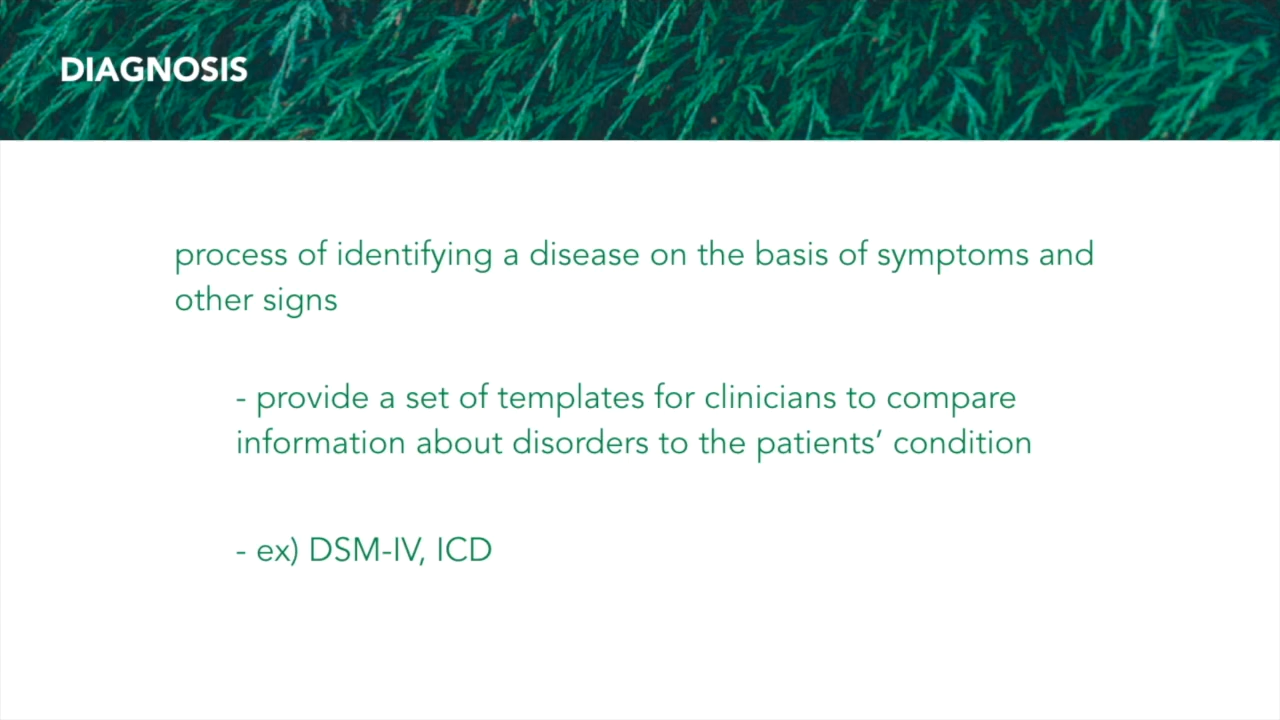 DIAGNOSIS
process of identifying a disease on the basis of symptoms and
other signs
- provide a set of templates for clinicians to compare
information about disorders to the patients’ condition
- ex) DSM-IV, ICD